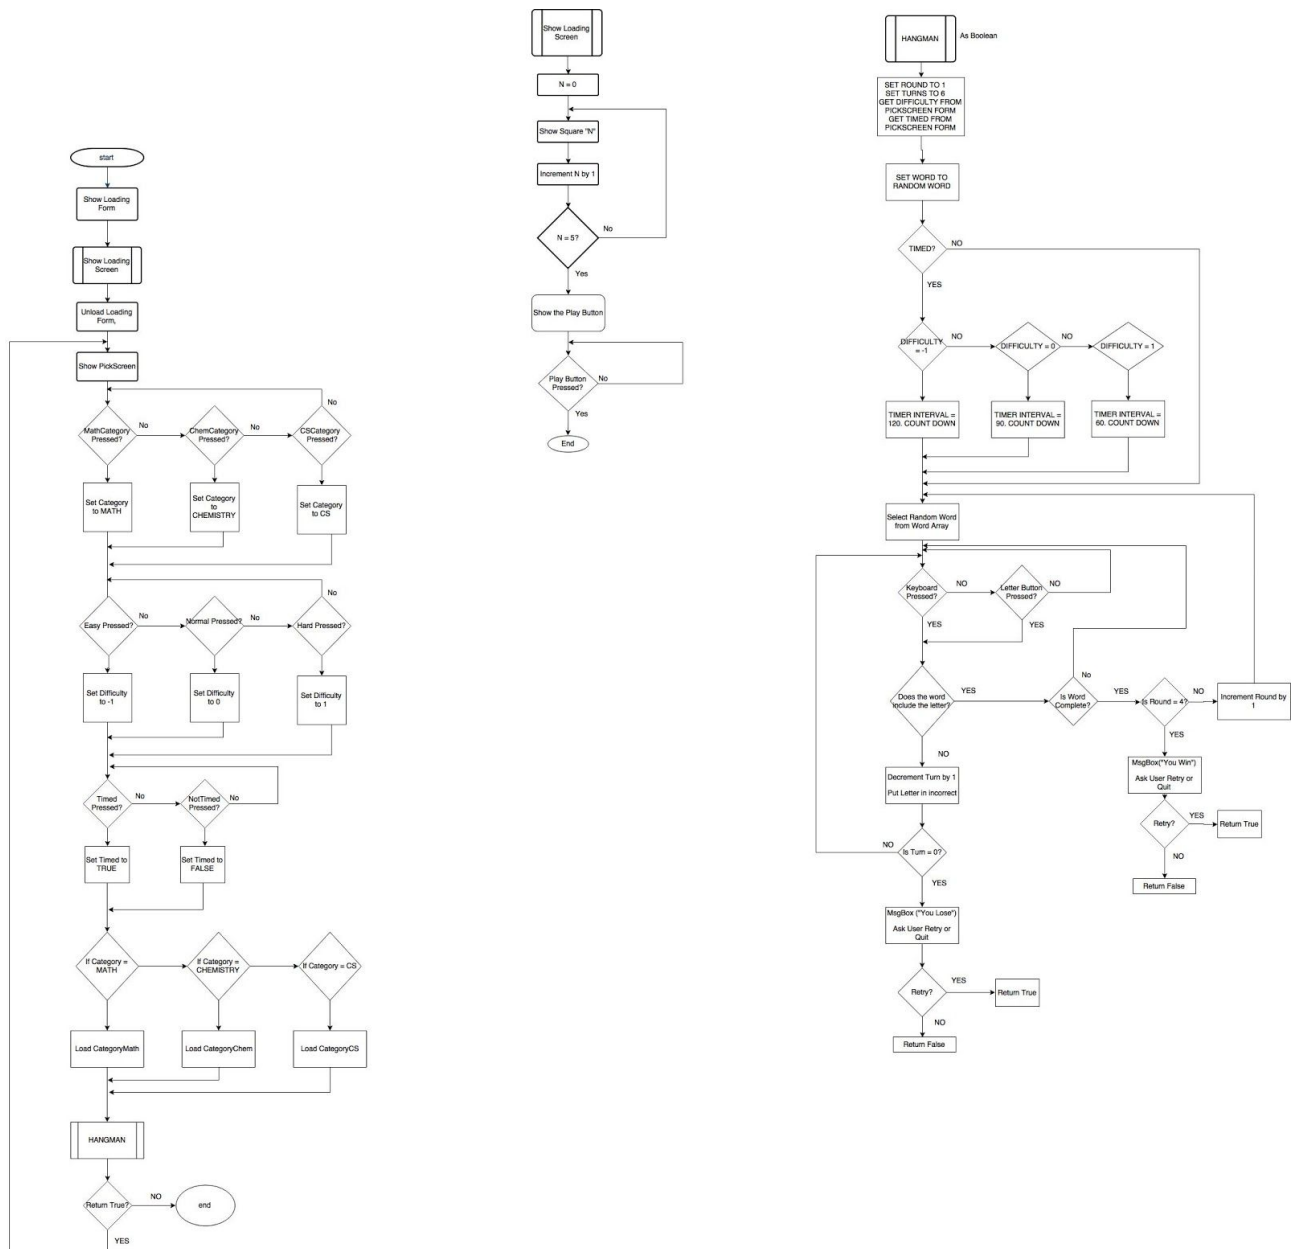 start
Show Loading
Form
Show Loading
Screen
Unload Loading
Form,
Show PickScreen
No
MathCategory
Pressed?
No
ChemCategory
Pressed?
No
CSCategory
Pressed?
Set Category
to MATH
Set Category
to
CHEMISTRY
Set Category
to CS
No
Easy Pressed?
No
Normal Pressed?
No
Hard Pressed?
Set Difficulty
to -1
Set Difficulty
to 0
Set Difficulty
to 1
Timed
Pressed?
No
NotTimed
Pressed?
No
Set Timed to
TRUE
Set Timed to
FALSE
If Category =
MATH
If Category =
CHEMISTRY
If Category = CS
Load CategoryMath
Load CategoryChem
Load CategoryCS
HANGMAN
Return True?
NO
end
YES
Show Loading
Screen
N = 0
Show Square "N"
Increment N by 1
N = 5?
No
Yes
Show the Play Button
Play Button
Pressed?
No
Yes
End
HANGMAN
As Boolean
SET ROUND TO 1
SET TURNS TO 6
GET DIFFICULTY FROM
PICKSCREEN FORM
GET TIMED FROM
PICKSCREEN FORM
SET WORD TO
RANDOM WORD
TIMED?
NO
YES
DIFFICULTY
= -1
NO
DIFFICULTY = 0
NO
DIFFICULTY = 1
TIMER INTERVAL =
120. COUNT DOWN
TIMER INTERVAL =
90. COUNT DOWN
TIMER INTERVAL =
60. COUNT DOWN
Select Random Word
from Word Array
Keyboard
Pressed?
NO
Letter Button
Pressed?
NO
YES
YES
Does the word
include the letter?
YES
No
Is Word
Complete?
YES
Is Round = 4?
NO
Increment Round by
1
YES
NO
MsgBox("You Win")
Ask User Retry or
Quit
Decrement Turn by 1
Put Letter in incorrect
Retry?
YES
Return True
NO
Return False
NO
Is Turn = 0?
YES
MsgBox ("You Lose")
Ask User Retry or
Quit
Retry?
YES
Return True
NO
Return False